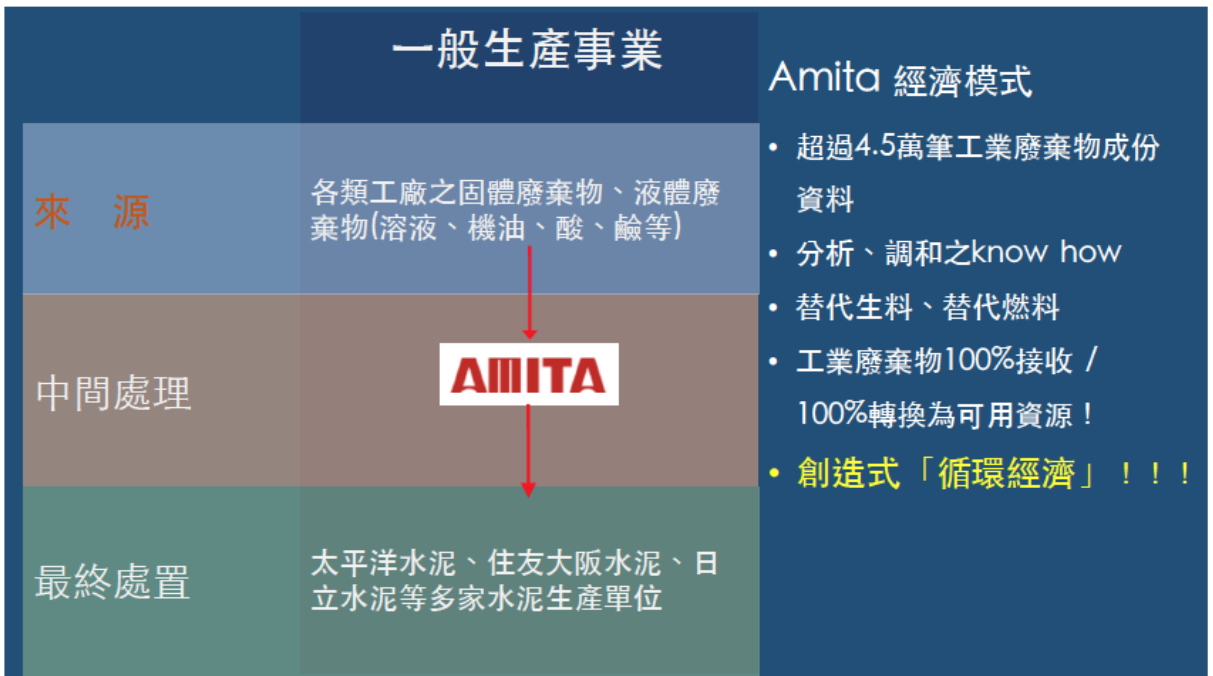 一般生產事業
來 源
各類工廠之固體廢棄物、液體廢
棄物(溶液、機油、酸、鹼等)
中間處理
AMITA
最終處置
太平洋水泥、住友大阪水泥、日
立水泥等多家水泥生產單位
Amita 經濟模式
• 超過4.5萬筆工業廢棄物成份
資料
• 分析、調和之know how
• 替代生料、替代燃料
• 工業廢棄物100%接收 /
100%轉換為可用資源！
• 創造式「循環經濟」！！！